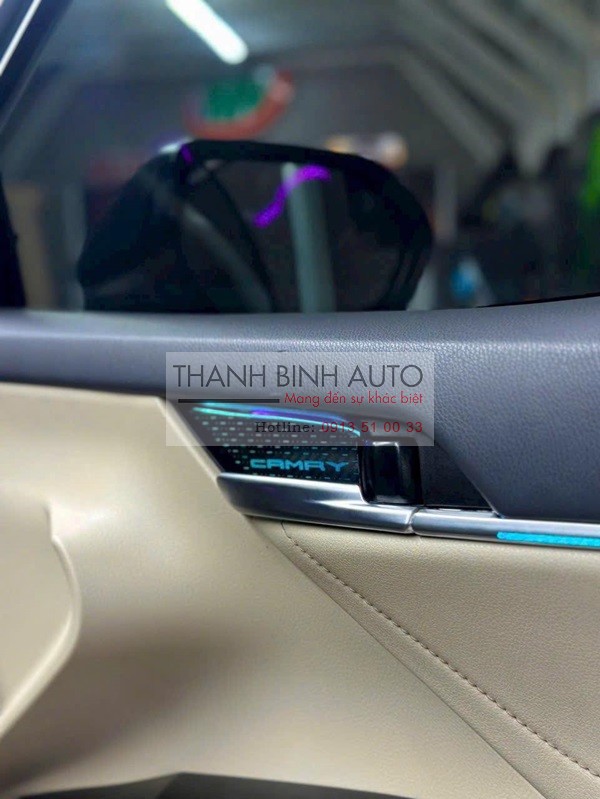 THANH BINH AUTO
Mang đến sự khác biệt
Hotline: 0913 51 00 33
CAMRY